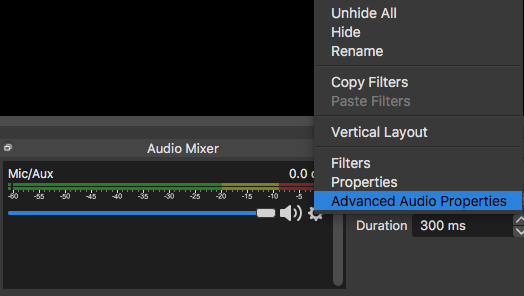 Unhide All
Hide
Rename
Copy Filters
Paste Filters
Vertical Layout
Filters
Properties
Advanced Audio Properties
Audio Mixer
Mic/Aux 0.0
-60 -55 -50 -45 -40 -35 -30 -25 -20 -15 -10 -5
Duration 300 ms